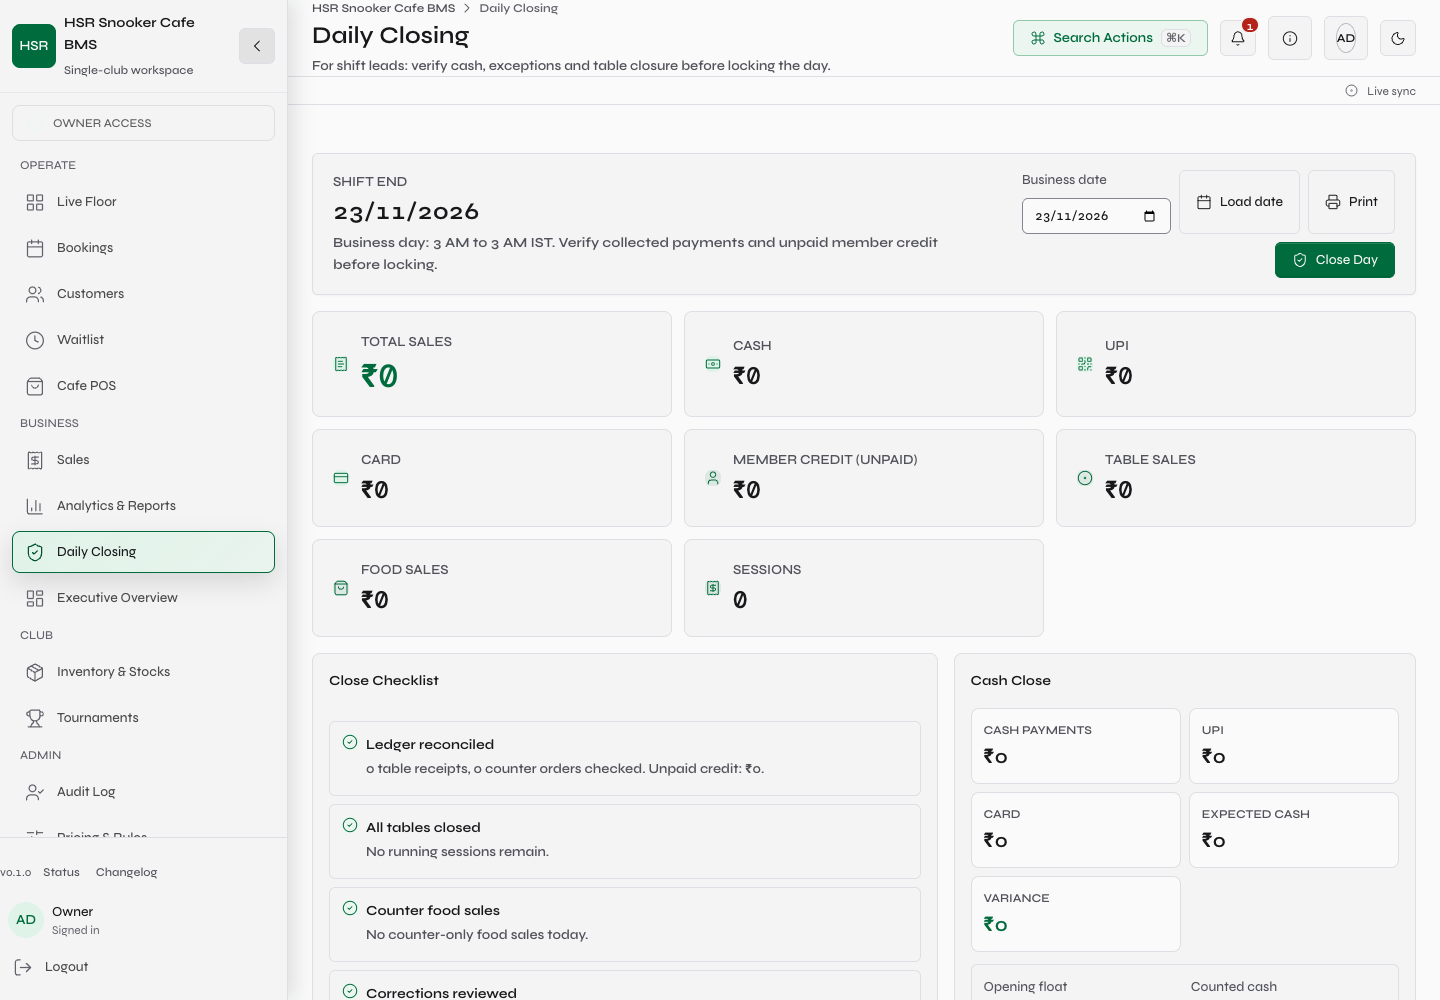 HSR
HSR Snooker Cafe
BMS
Single-club workspace
OWNER ACCESS
OPERATE
Live Floor
Bookings
Customers
Waitlist
Cafe POS
BUSINESS
Sales
Analytics & Reports
Daily Closing
Executive Overview
CLUB
Inventory & Stocks
Tournaments
ADMIN
Audit Log
Pricing & Rules
v0.1.0 Status Changelog
AD
Owner
Signed in
Logout
HSR Snooker Cafe BMS > Daily Closing
Daily Closing
For shift leads: verify cash, exceptions and table closure before locking the day.
Search Actions ⌘K
1
AD
Live sync
SHIFT END
23/11/2026
Business day: 3 AM to 3 AM IST. Verify collected payments and unpaid member credit
before locking.
Business date
23/11/2026
Load date
Print
Close Day
TOTAL SALES
₹0
CASH
₹0
UPI
₹0
CARD
₹0
MEMBER CREDIT (UNPAID)
₹0
TABLE SALES
₹0
FOOD SALES
₹0
SESSIONS
0
Close Checklist
Ledger reconciled
0 table receipts, 0 counter orders checked. Unpaid credit: ₹0.
All tables closed
No running sessions remain.
Counter food sales
No counter-only food sales today.
Corrections reviewed
Cash Close
CASH PAYMENTS
₹0
UPI
₹0
CARD
₹0
EXPECTED CASH
₹0
VARIANCE
₹0
Opening float
Counted cash